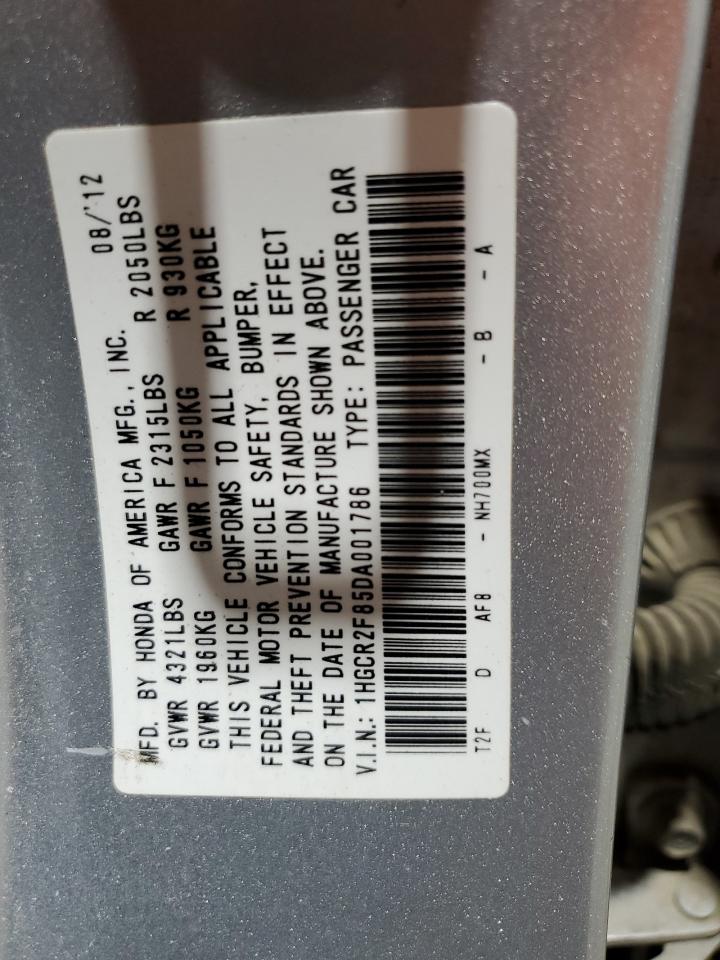 MFD. BY HONDA OF AMERICA MFG., INC. 08/'12
GVWR 4321LBS GAWR F 2315LBS R 2050LBS
GVWR 1960KG GAWR F 1050KG R 930KG
THIS VEHICLE CONFORMS TO ALL APPLICABLE
FEDERAL MOTOR VEHICLE SAFETY, BUMPER,
AND THEFT PREVENTION STANDARDS IN EFFECT
ON THE DATE OF MANUFACTURE SHOWN ABOVE.
V.I.N.: 1HGCR2F85DA001786 TYPE: PASSENGER CAR
T2F D AF8 - NH700MX - B - A